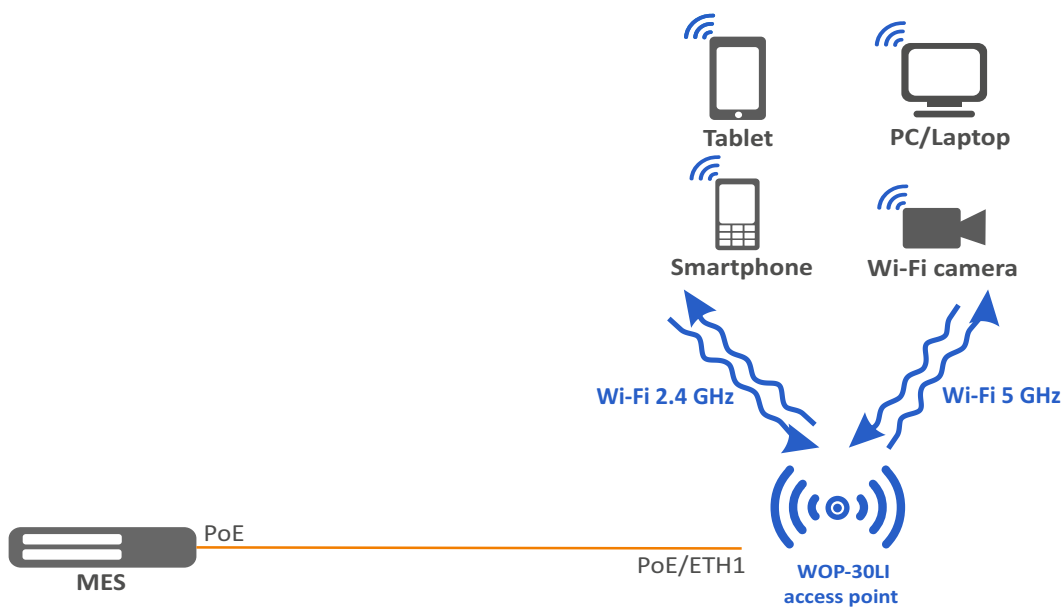 Tablet
PC/Laptop
Smartphone
Wi-Fi camera
Wi-Fi 2.4 GHz
Wi-Fi 5 GHz
PoE
PoE/ETH1
MES
WOP-30LI
access point